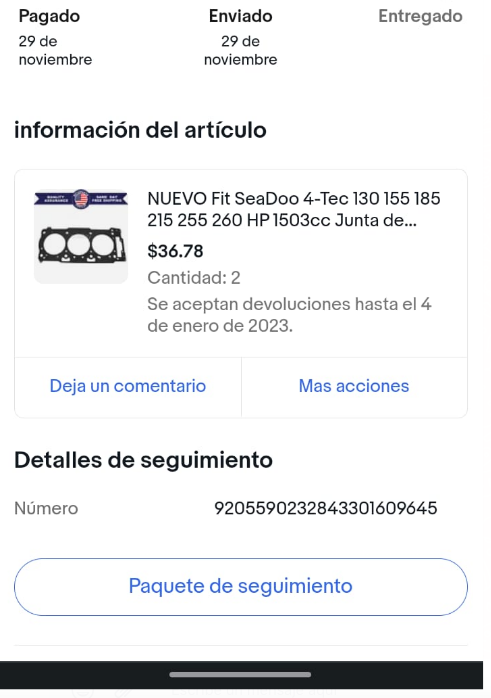 Pagado
Enviado
Entregado
29 de
noviembre
29 de
noviembre
información del artículo
QUALITY
ASSURANCE
SAME DAY
FREE SHIPPING
NUEVO Fit SeaDoo 4-Tec 130 155 185
215 255 260 HP 1503cc Junta de...
$36.78
Cantidad: 2
Se aceptan devoluciones hasta el 4
de enero de 2023.
Deja un comentario
Mas acciones
Detalles de seguimiento
Número
9205590232843301609645
Paquete de seguimiento